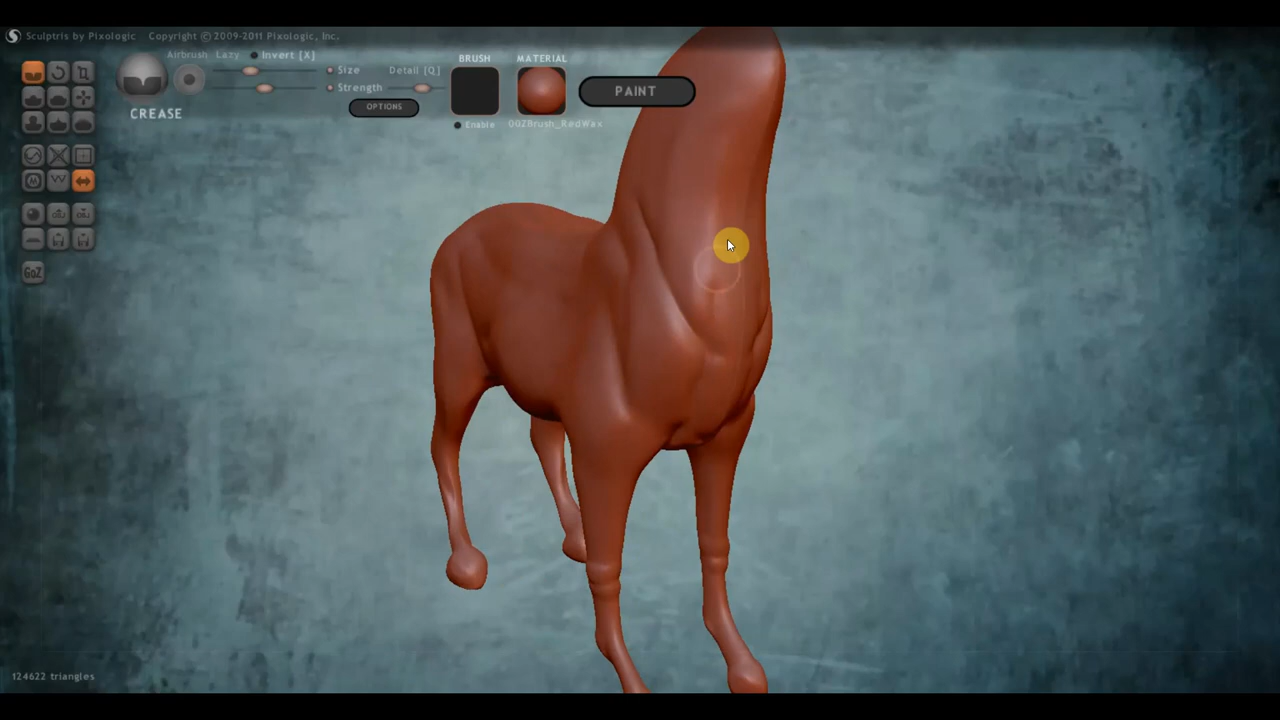 Sculptris by Pixologic Copyright © 2009-2011 Pixologic, Inc.
Airbrush Lazy Invert [X]
Size Detail [Q]
Strength
OPTIONS
CREASE
BRUSH
Enable
MATERIAL
00ZBrush_RedWax
PAINT
GoZ
124622 triangles